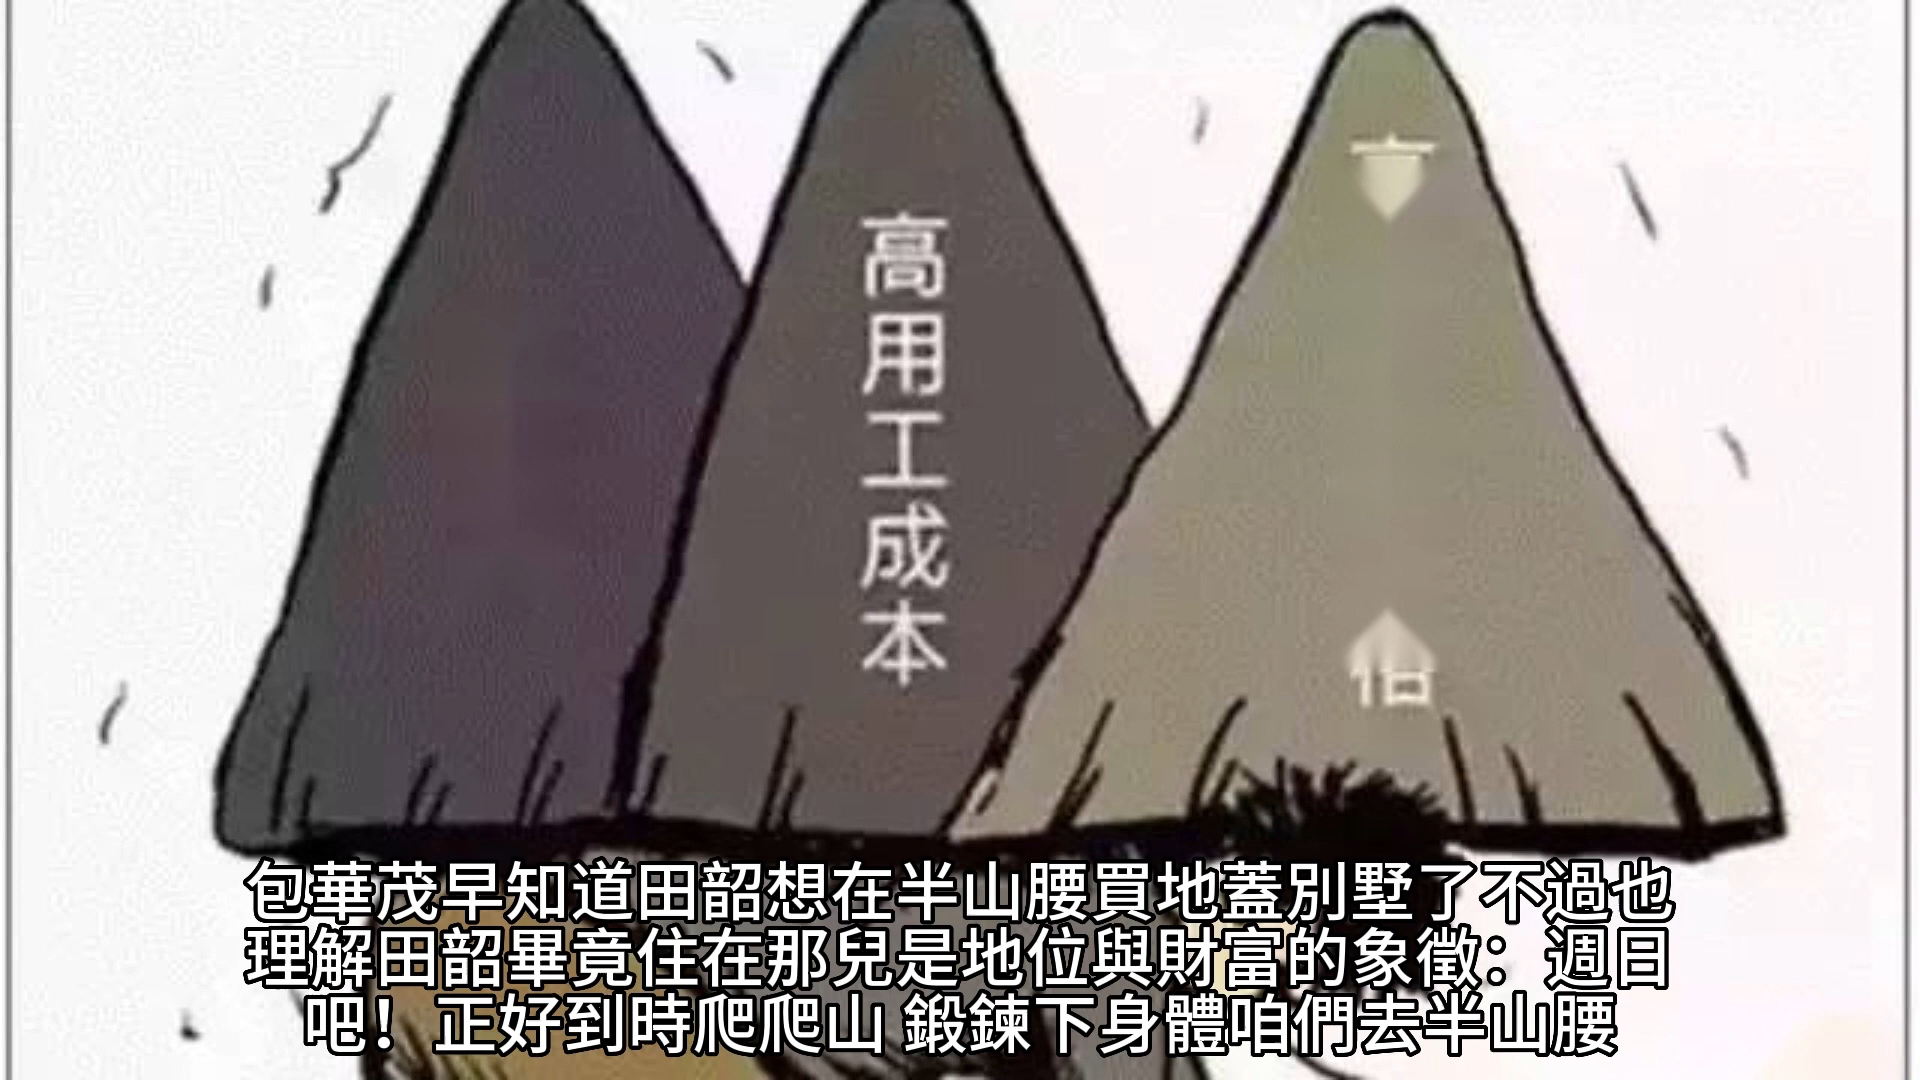 高用工成本
包華茂早知道田韶想在半山腰買地蓋別墅了不過也
理解田韶畢竟住在那兒是地位與財富的象徵：週日
吧！正好到時爬爬山 鍛鍊下身體咱們去半山腰